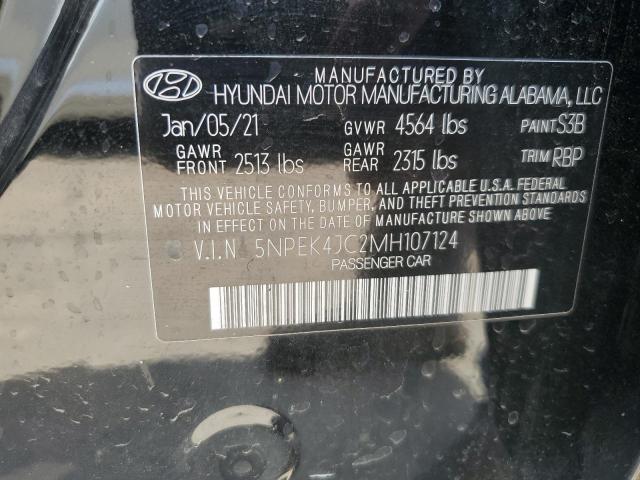 MANUFACTURED BY
HYUNDAI MOTOR MANUFACTURING ALABAMA, LLC
Jan/05/21 GVWR 4564 lbs PAINT S3B
GAWR FRONT 2513 lbs GAWR REAR 2315 lbs TRIM RBP
THIS VEHICLE CONFORMS TO ALL APPLICABLE U.S.A. FEDERAL
MOTOR VEHICLE SAFETY, BUMPER, AND THEFT PREVENTION STANDARDS
IN EFFECT ON THE DATE OF MANUFACTURE SHOWN ABOVE.
V.I.N 5NPEK4JC2MH107124
PASSENGER CAR